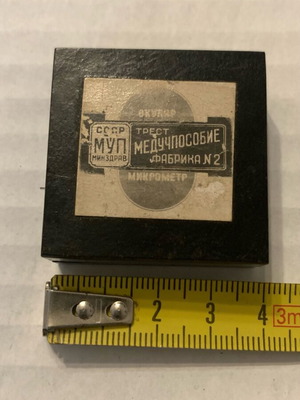 ОКУЛЯР
СССР
МУП
МИНЗДРАВ
ТРЕСТ
МЕДУЧПОСОБИЕ
ФАБРИКА №2
МИКРОМЕТР
1 2 3 4 3m